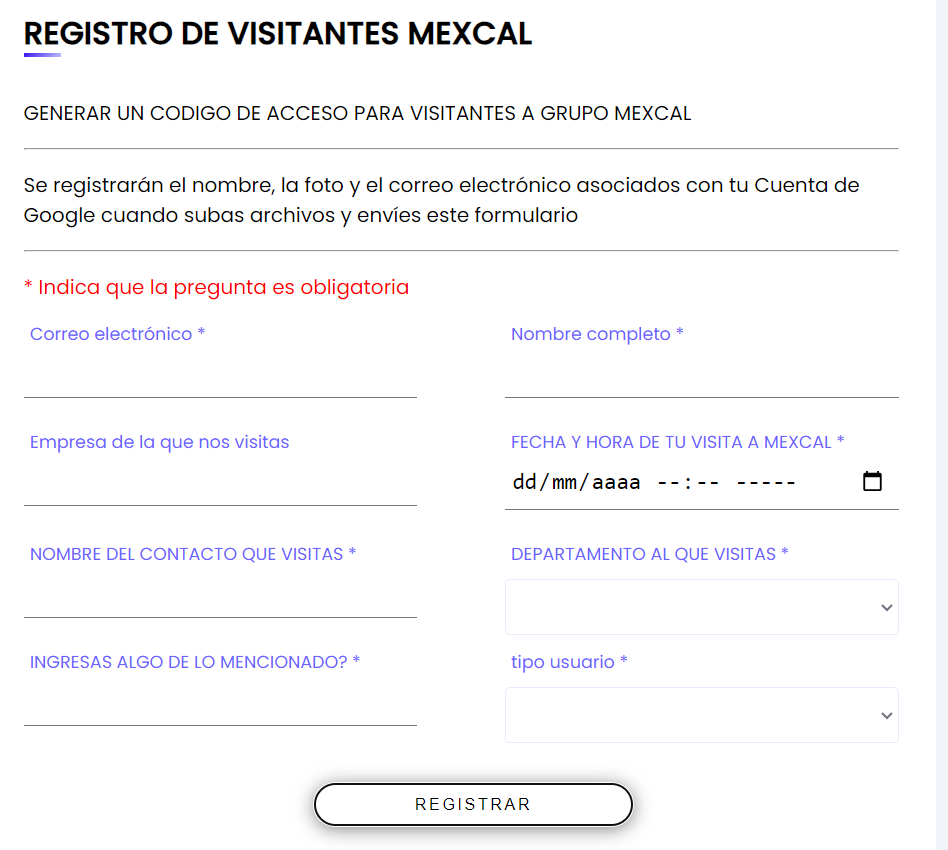 REGISTRO DE VISITANTES MEXCAL
GENERAR UN CODIGO DE ACCESO PARA VISITANTES A GRUPO MEXCAL
Se registrarán el nombre, la foto y el correo electrónico asociados con tu Cuenta de
Google cuando subas archivos y envíes este formulario
* Indica que la pregunta es obligatoria
Correo electrónico *
Nombre completo *
Empresa de la que nos visitas
FECHA Y HORA DE TU VISITA A MEXCAL *
dd/mm/aaaa --:-- -----
NOMBRE DEL CONTACTO QUE VISITAS *
DEPARTAMENTO AL QUE VISITAS *
INGRESAS ALGO DE LO MENCIONADO? *
tipo usuario *
REGISTRAR